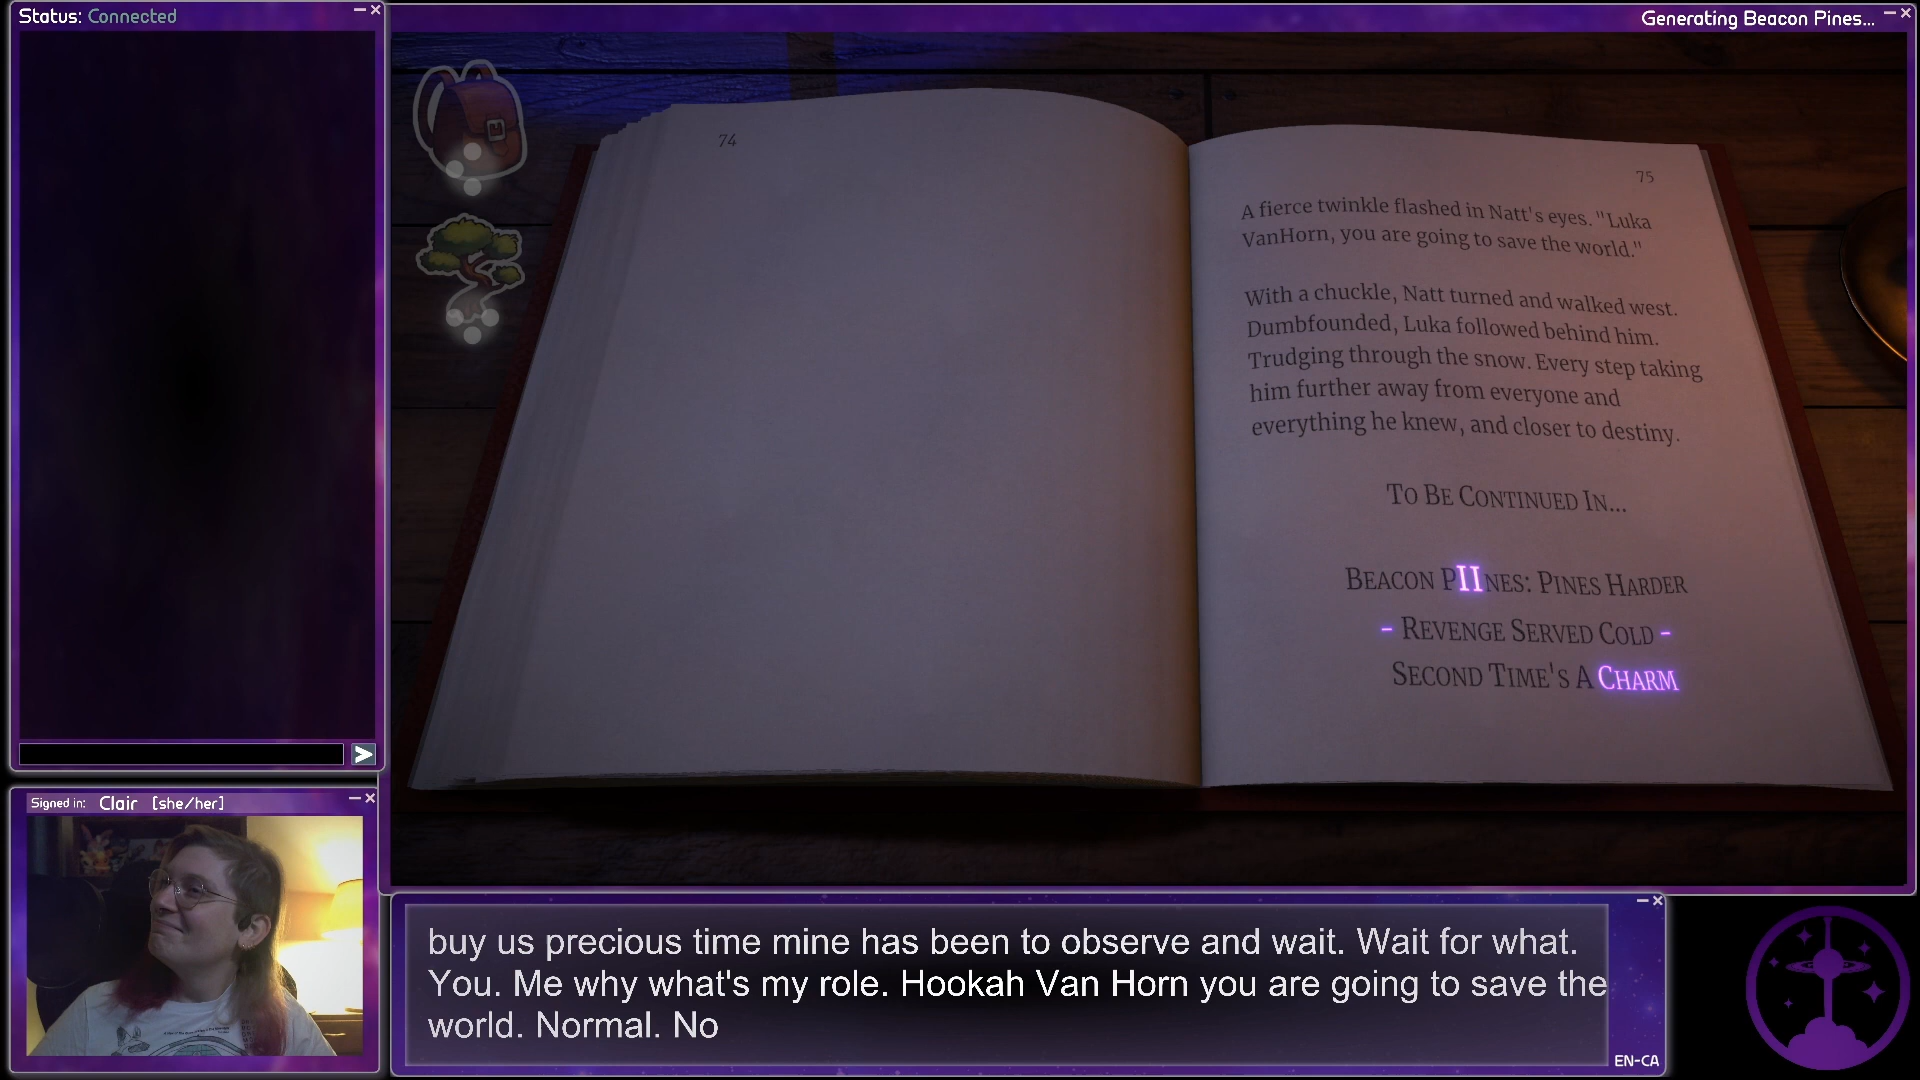 Status: Connected
Generating Beacon Pines...
74
75
A fierce twinkle flashed in Natt's eyes. "Luka
VanHorn, you are going to save the world."
With a chuckle, Natt turned and walked west.
Dumbfounded, Luka followed behind him.
Trudging through the snow. Every step taking
him further away from everyone and
everything he knew, and closer to destiny.
To Be Continued In...
Beacon PIInes: Pines Harder
- Revenge Served Cold -
Second Time's A Charm
Signed in: Clair [she/her]
buy us precious time mine has been to observe and wait. Wait for what.
You. Me why what's my role. Hookah Van Horn you are going to save the
world. Normal. No
EN-CA